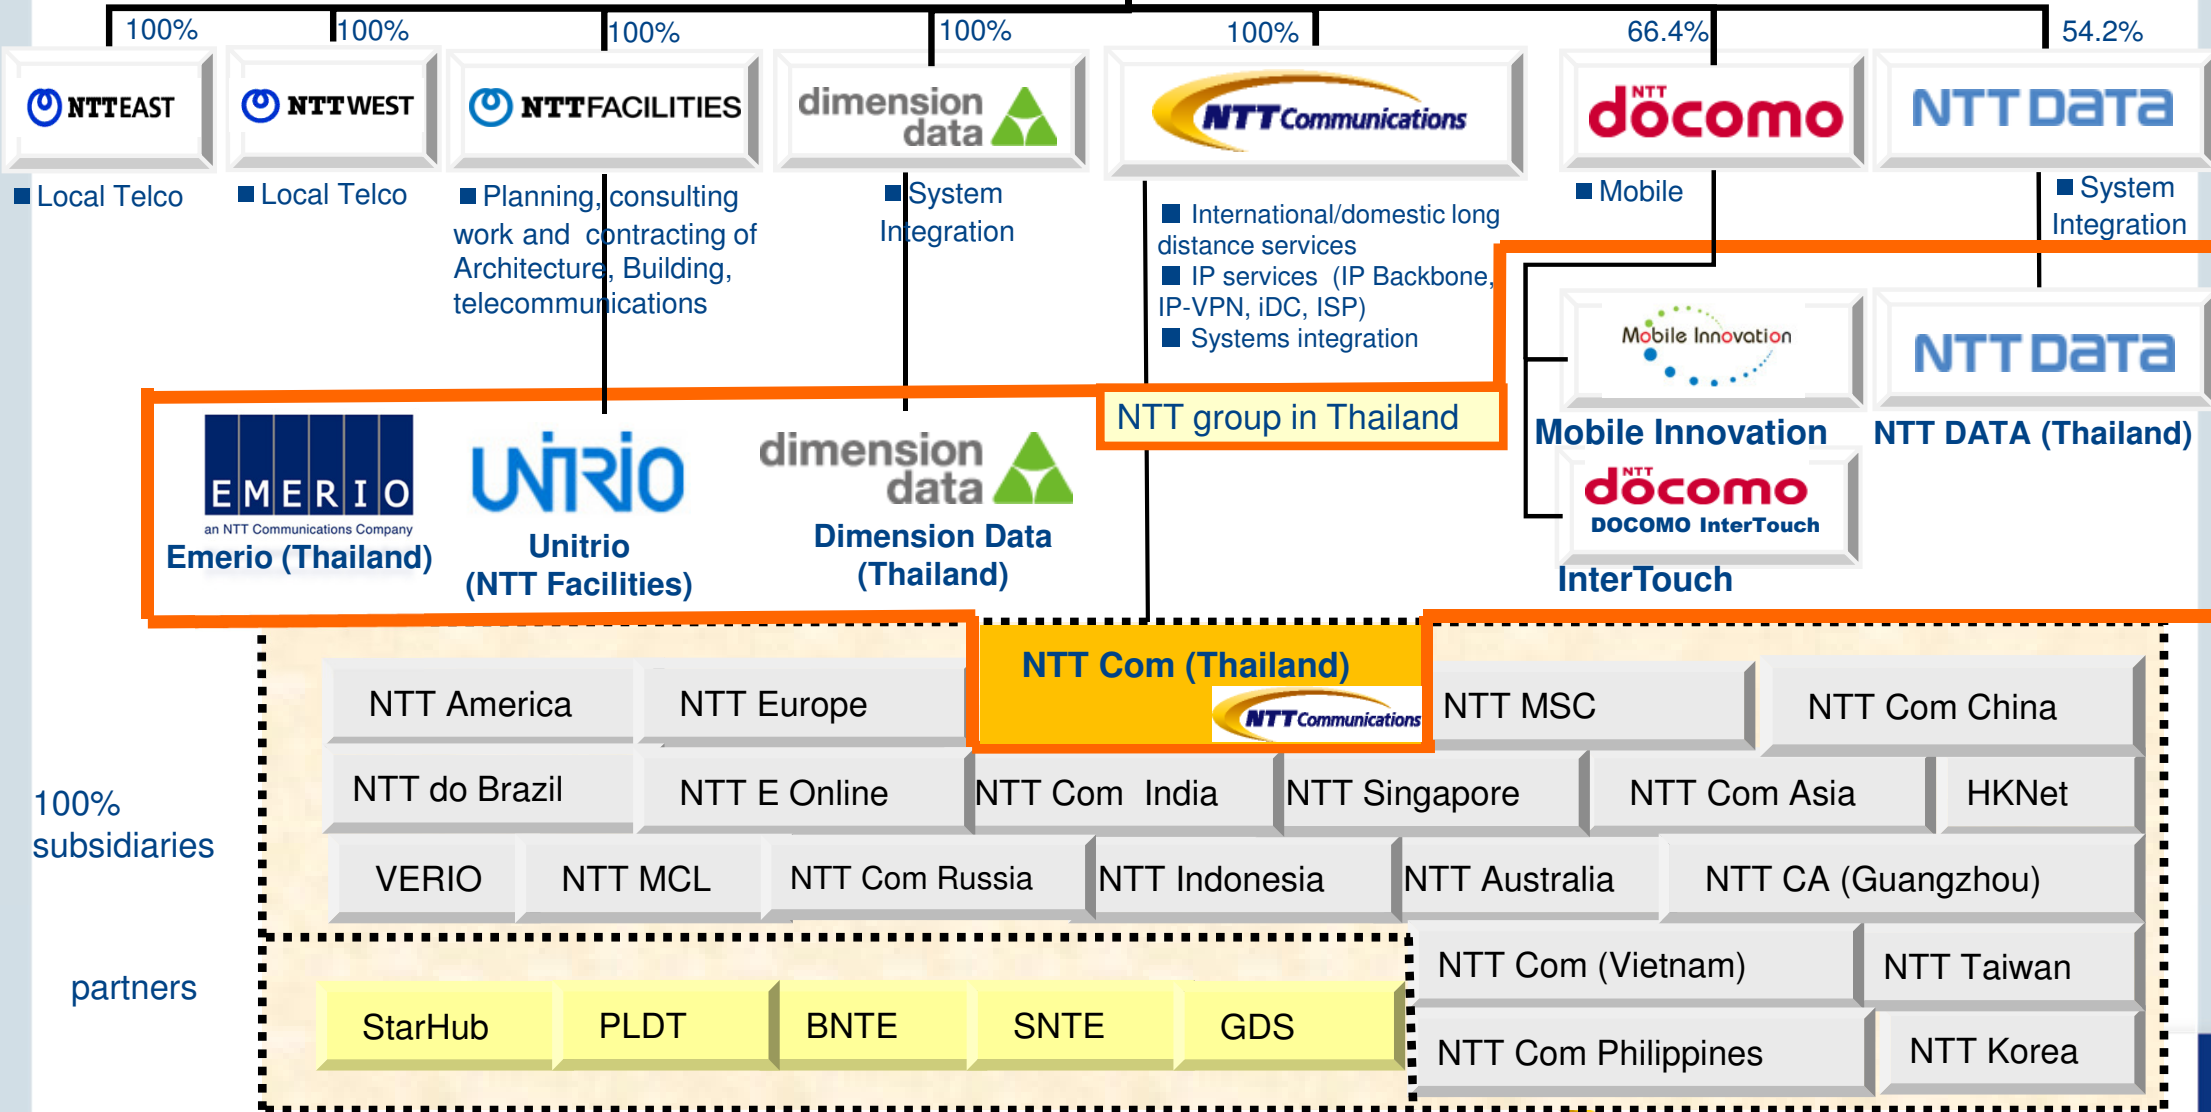 100%
100%
100%
100%
100%
66.4%
54.2%
NTT EAST
NTT WEST
NTT FACILITIES
dimension
data
NTT Communications
NTT
docomo
NTT DATA
Local Telco
Local Telco
Planning, consulting
work and contracting of
Architecture, Building,
telecommunications
System
Integration
International/domestic long
distance services
IP services (IP Backbone,
IP-VPN, iDC, ISP)
Systems integration
Mobile
System
Integration
NTT group in Thailand
EMERIO
an NTT Communications Company
Emerio (Thailand)
UNITRIO
Unitrio
(NTT Facilities)
dimension
data
Dimension Data
(Thailand)
Mobile Innovation
Mobile Innovation
NTT
docomo
DOCOMO InterTouch
InterTouch
NTT DATA
NTT DATA (Thailand)
NTT Com (Thailand)
NTT Communications
100%
subsidiaries
NTT America
NTT Europe
NTT MSC
NTT Com China
NTT do Brazil
NTT E Online
NTT Com India
NTT Singapore
NTT Com Asia
HKNet
VERIO
NTT MCL
NTT Com Russia
NTT Indonesia
NTT Australia
NTT CA (Guangzhou)
NTT Com (Vietnam)
NTT Taiwan
NTT Com Philippines
NTT Korea
partners
StarHub
PLDT
BNTE
SNTE
GDS